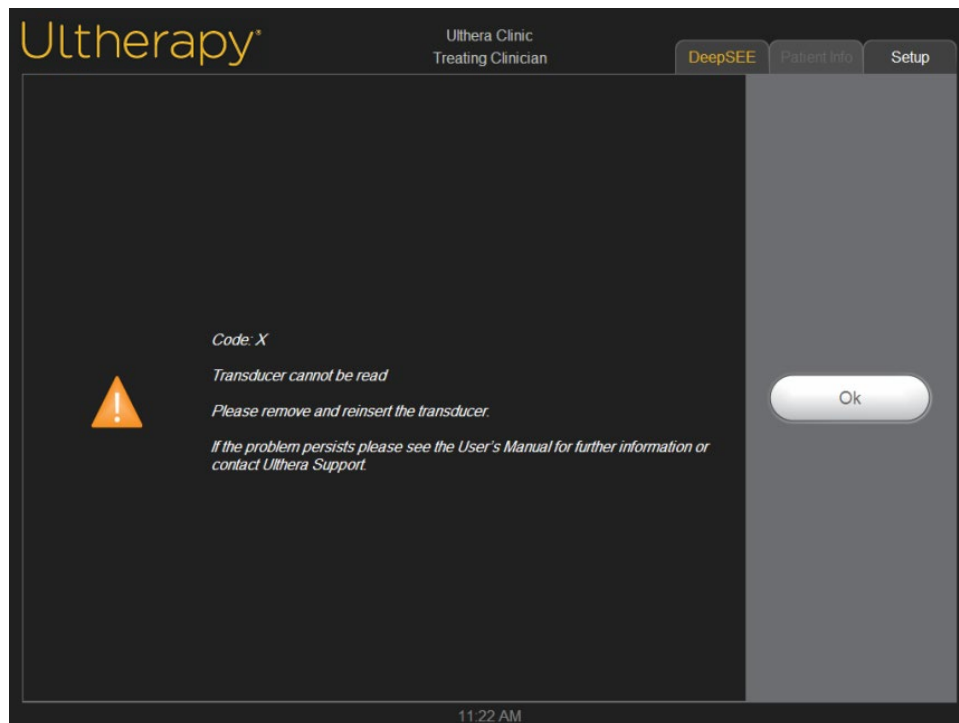 Ultherapy®
Ulthera Clinic
Treating Clinician
DeepSEE
Patient Info
Setup
Code: X
Transducer cannot be read
Please remove and reinsert the transducer.
If the problem persists please see the User's Manual for further information or
contact Ulthera Support.
Ok
11:22 AM